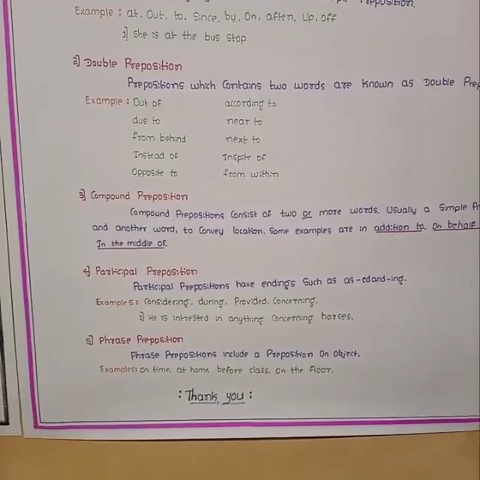 Preposition.
Example : at, Out, to, Since, by, On, after, Up, off
1) She is at the bus stop
2) Double Preposition
Prepositions which Contains two words are known as Double Prep
Example : Out of according to
due to near to
from behind next to
Instead of Inspite of
Opposite to from within
3) Compound Preposition
Compound Prepositions Consist of two or more words. Usually a Simple Pr
and another word, to Convey location. Some examples are in addition to, On behalf
In the middle of.
4) Participal Preposition
Participal Prepositions have endings Such as as -ed and -ing.
Examples : Considering, during, Provided, Concerning.
1) He is intrested in anything Concerning horses.
5) Phrase Preposition
Phrase Prepositions include a Preposition On object.
Examples: on time, at home, before class, on the floor.
: Thank you :